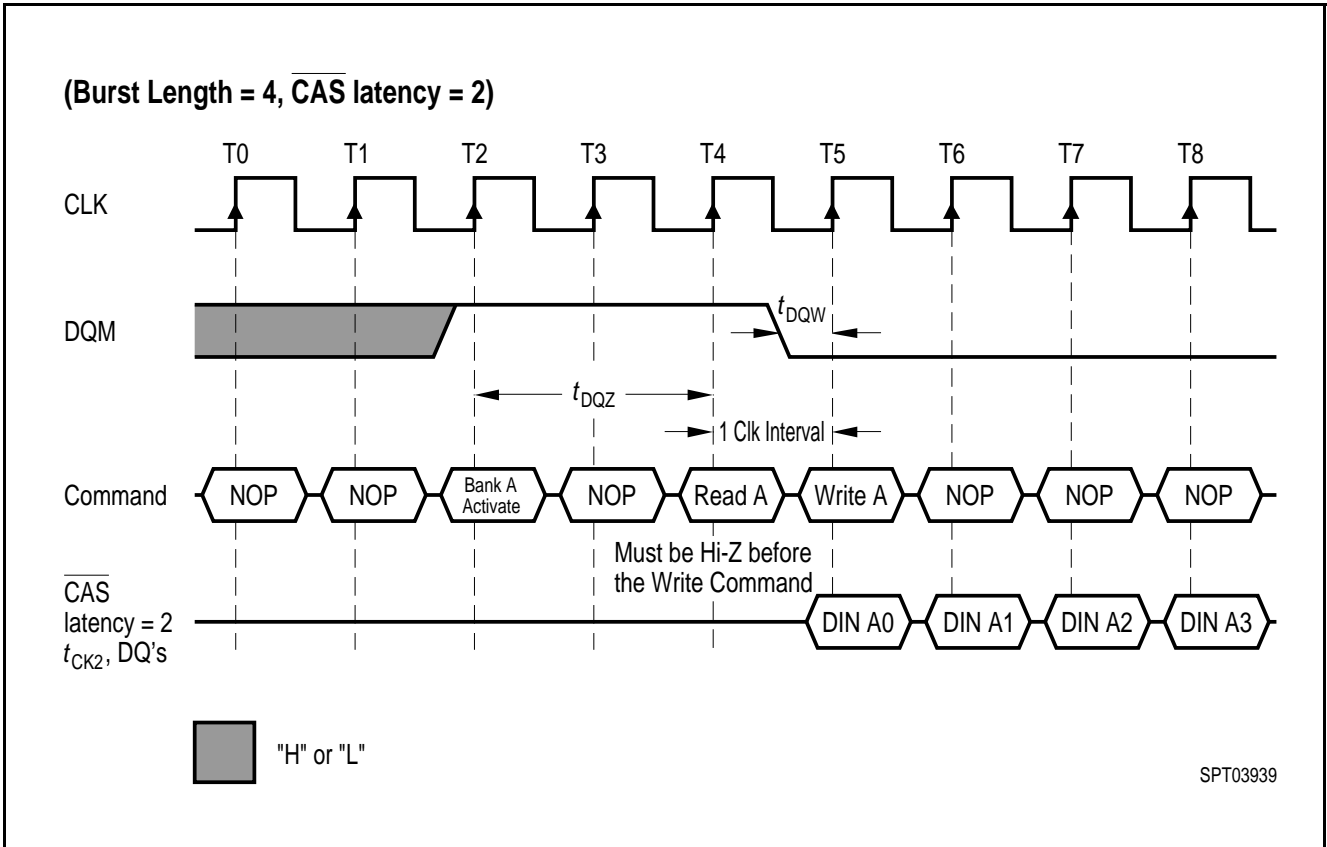 (Burst Length = 4, CAS latency = 2)
T0 T1 T2 T3 T4 T5 T6 T7 T8
CLK
DQM
tDQW
tDQZ
1 Clk Interval
Command
NOP NOP Bank A NOP Read A Write A NOP NOP NOP
Activate
Must be Hi-Z before
the Write Command
CAS
latency = 2
tCK2, DQ's
DIN A0 DIN A1 DIN A2 DIN A3
"H" or "L"
SPT03939